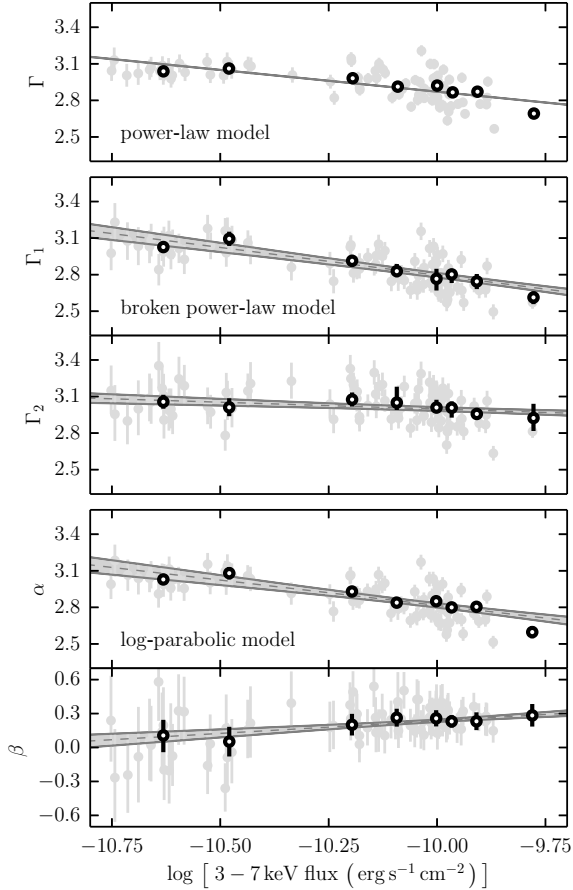 3.4
3.1
2.8
2.5
Γ
power-law model
3.4
3.1
2.8
2.5
Γ₁
broken power-law model
3.4
3.1
2.8
2.5
Γ₂
3.4
3.1
2.8
2.5
α
log-parabolic model
0.6
0.3
0.0
−0.3
−0.6
β
−10.75 −10.50 −10.25 −10.00 −9.75
log [ 3 − 7 keV flux ( erg s⁻¹ cm⁻² ) ]